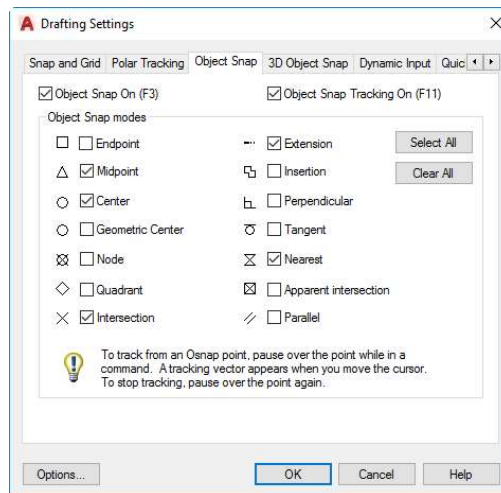 Drafting Settings
Snap and Grid Polar Tracking Object Snap 3D Object Snap Dynamic Input Quic
Object Snap On (F3) Object Snap Tracking On (F11)
Object Snap modes
Endpoint Extension Select All
Midpoint Insertion Clear All
Center Perpendicular
Geometric Center Tangent
Node Nearest
Quadrant Apparent intersection
Intersection Parallel
To track from an Osnap point, pause over the point while in a
command. A tracking vector appears when you move the cursor.
To stop tracking, pause over the point again.
Options... OK Cancel Help